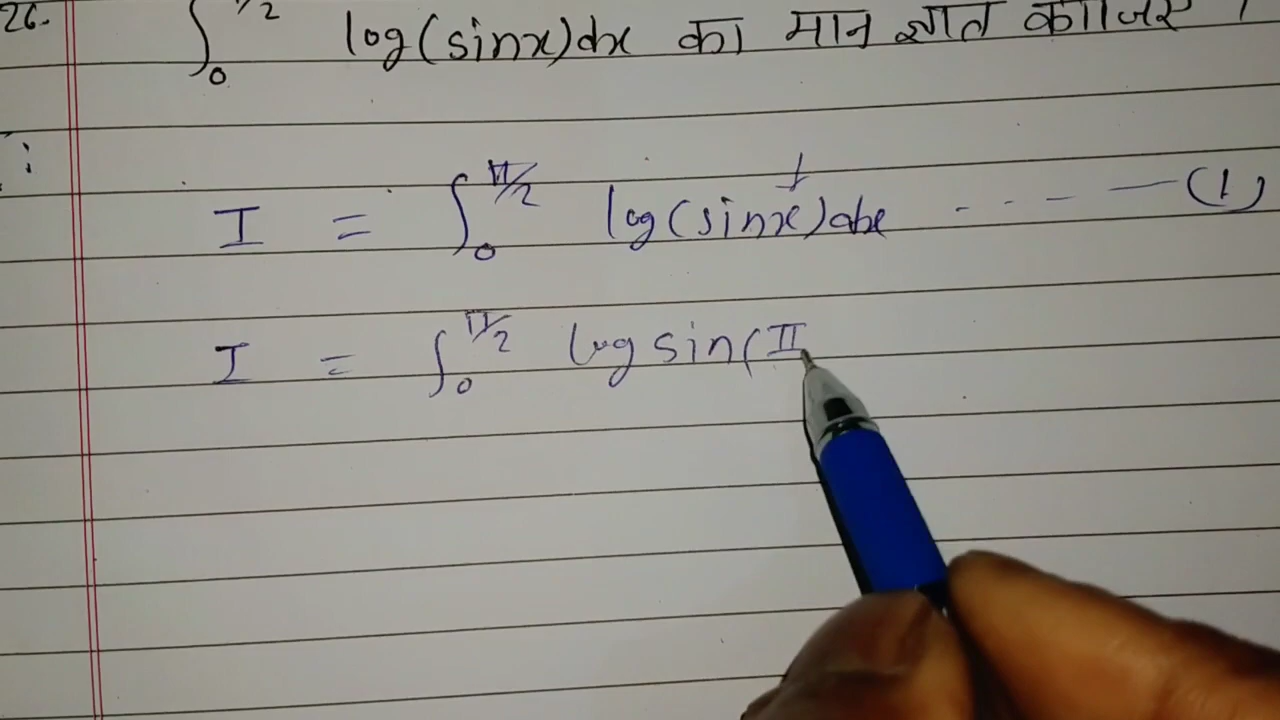 26. ∫₀^π/2 log(sinx)dx का मान ज्ञात कीजिए ।
:
I = ∫₀^π/2 log(sinx)dx - - - — (1)
I = ∫₀^π/2 log sin(π